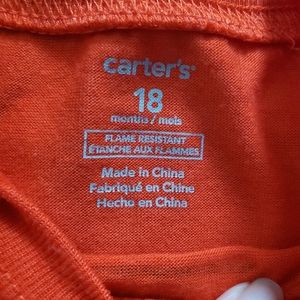 carter's
18
months / mois
FLAME RESISTANT
ÉTANCHE AUX FLAMMES
Made in China
Fabriqué en Chine
Hecho en China